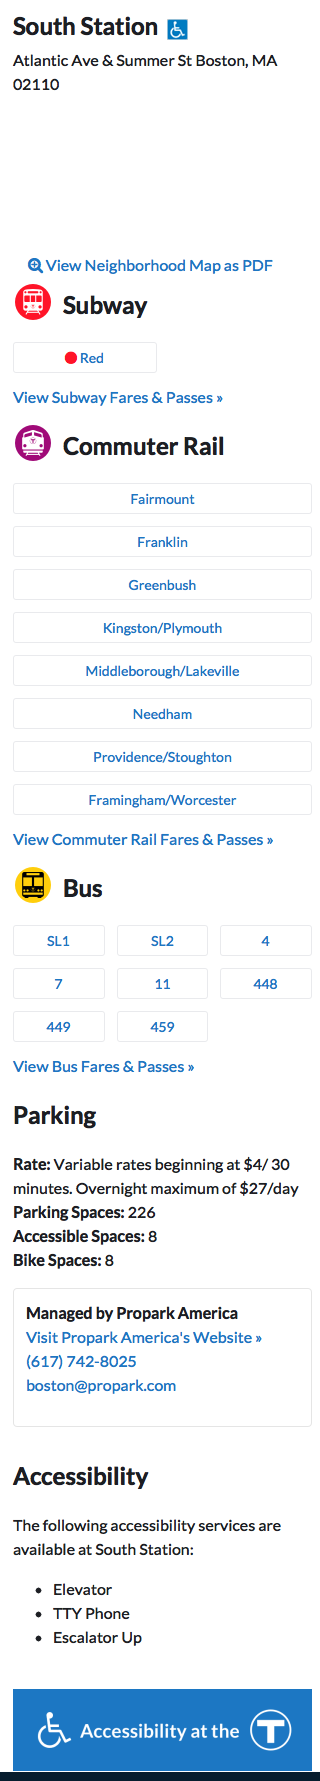 South Station
Atlantic Ave & Summer St Boston, MA
02110
View Neighborhood Map as PDF
Subway
Red
View Subway Fares & Passes »
Commuter Rail
Fairmount
Franklin
Greenbush
Kingston/Plymouth
Middleborough/Lakeville
Needham
Providence/Stoughton
Framingham/Worcester
View Commuter Rail Fares & Passes »
Bus
SL1 SL2 4
7 11 448
449 459
View Bus Fares & Passes »
Parking
Rate: Variable rates beginning at $4/ 30
minutes. Overnight maximum of $27/day
Parking Spaces: 226
Accessible Spaces: 8
Bike Spaces: 8
Managed by Propark America
Visit Propark America's Website »
(617) 742-8025
boston@propark.com
Accessibility
The following accessibility services are
available at South Station:
• Elevator
• TTY Phone
• Escalator Up
Accessibility at the T